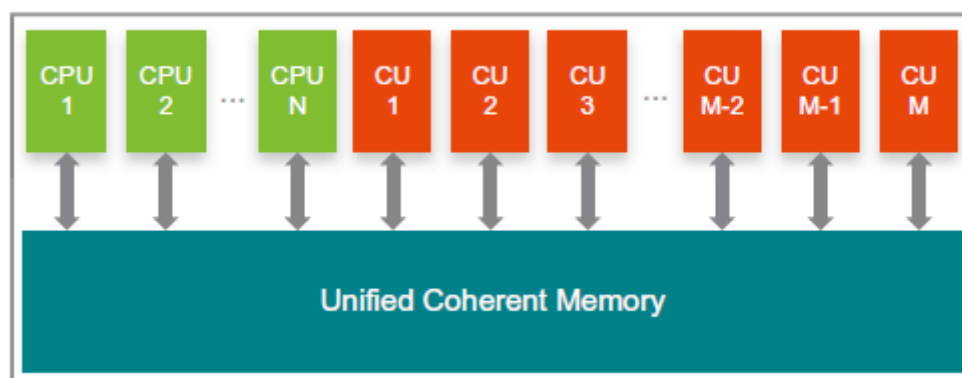 CPU
1
CPU
2
...
CPU
N
CU
1
CU
2
CU
3
...
CU
M-2
CU
M-1
CU
M
Unified Coherent Memory